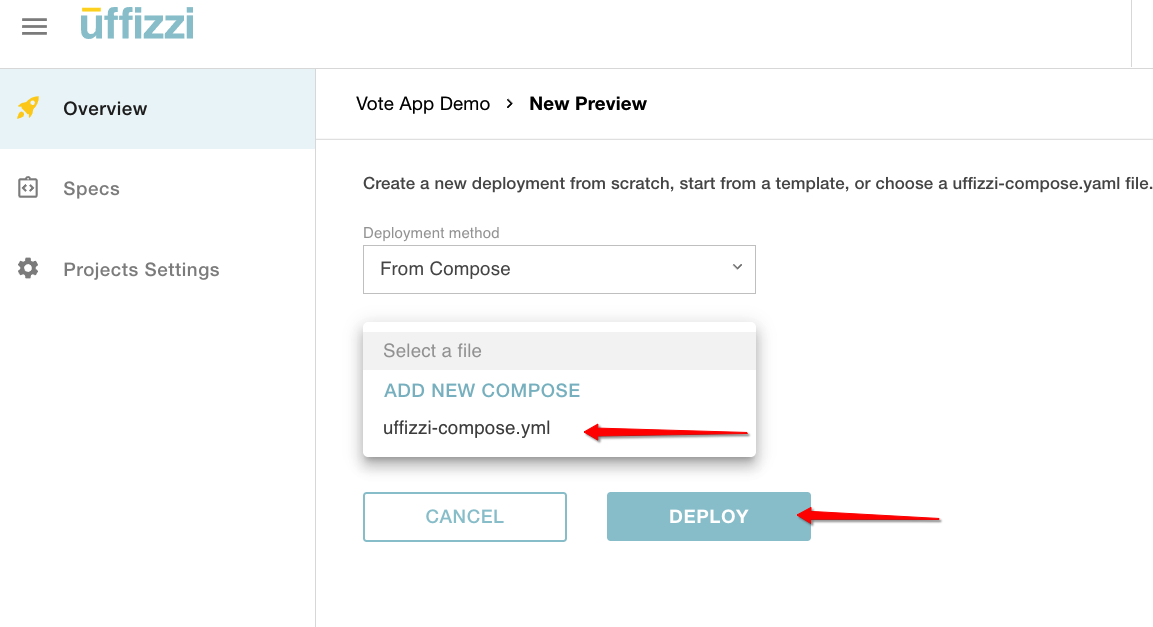 uffizzi
Overview
Specs
Projects Settings
Vote App Demo > New Preview
Create a new deployment from scratch, start from a template, or choose a uffizzi-compose.yaml file.
Deployment method
From Compose
Select a file
ADD NEW COMPOSE
uffizzi-compose.yml
CANCEL
DEPLOY